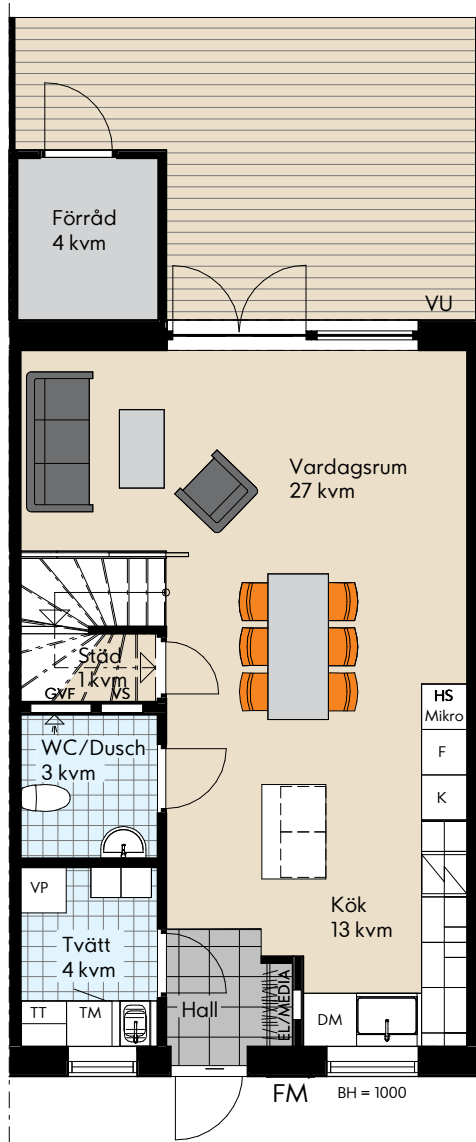 Förråd
4 kvm
VU
Vardagsrum
27 kvm
Städ
1 kvm
GVF
VS
HS
Mikro
WC/Dusch
3 kvm
F
K
VP
Kök
13 kvm
Tvätt
4 kvm
EL/MEDIA
Hall
TT
TM
DM
FM
BH = 1000